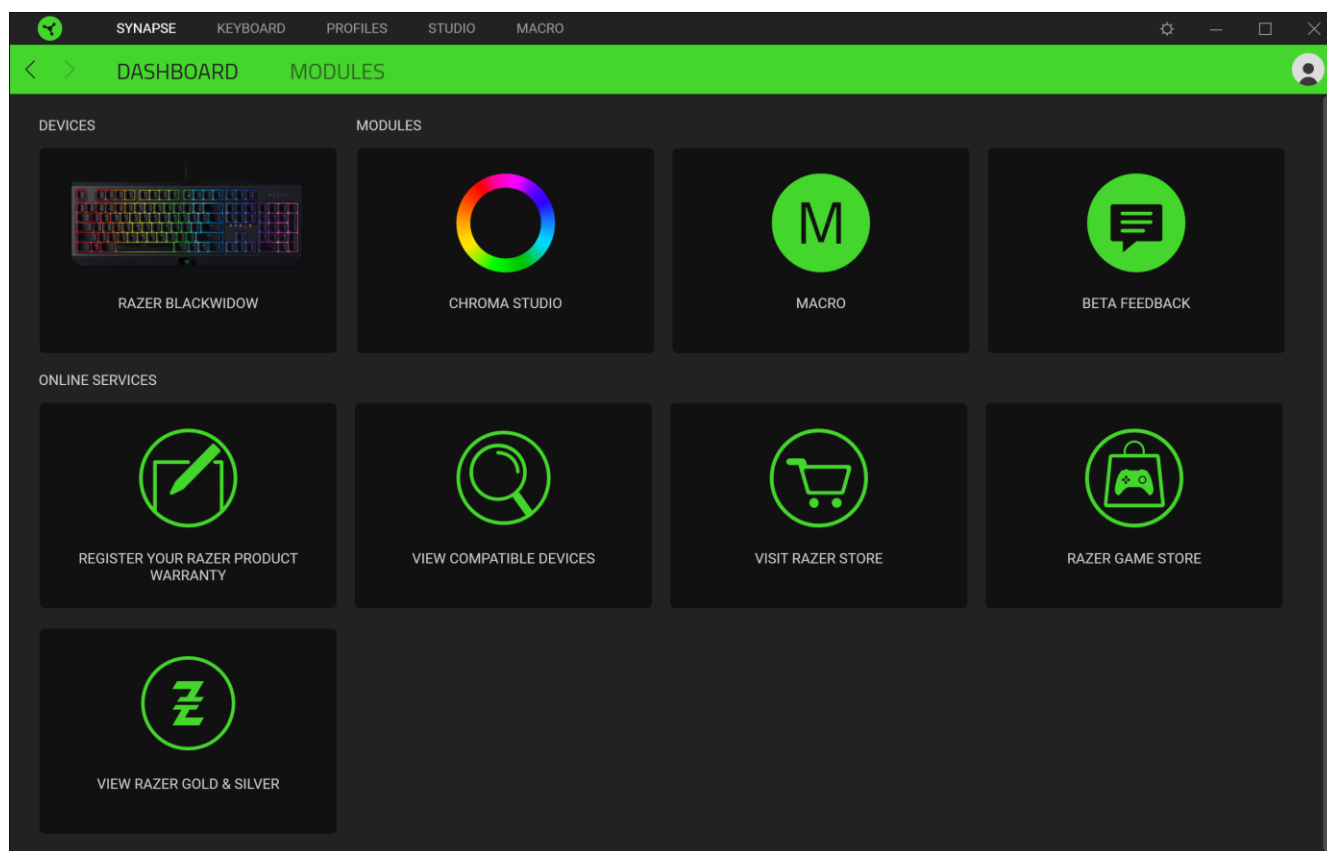 SYNAPSE KEYBOARD PROFILES STUDIO MACRO
DASHBOARD MODULES
DEVICES MODULES
RAZER BLACKWIDOW
CHROMA STUDIO
M
MACRO
BETA FEEDBACK
ONLINE SERVICES
REGISTER YOUR RAZER PRODUCT
WARRANTY
VIEW COMPATIBLE DEVICES
VISIT RAZER STORE
RAZER GAME STORE
VIEW RAZER GOLD & SILVER